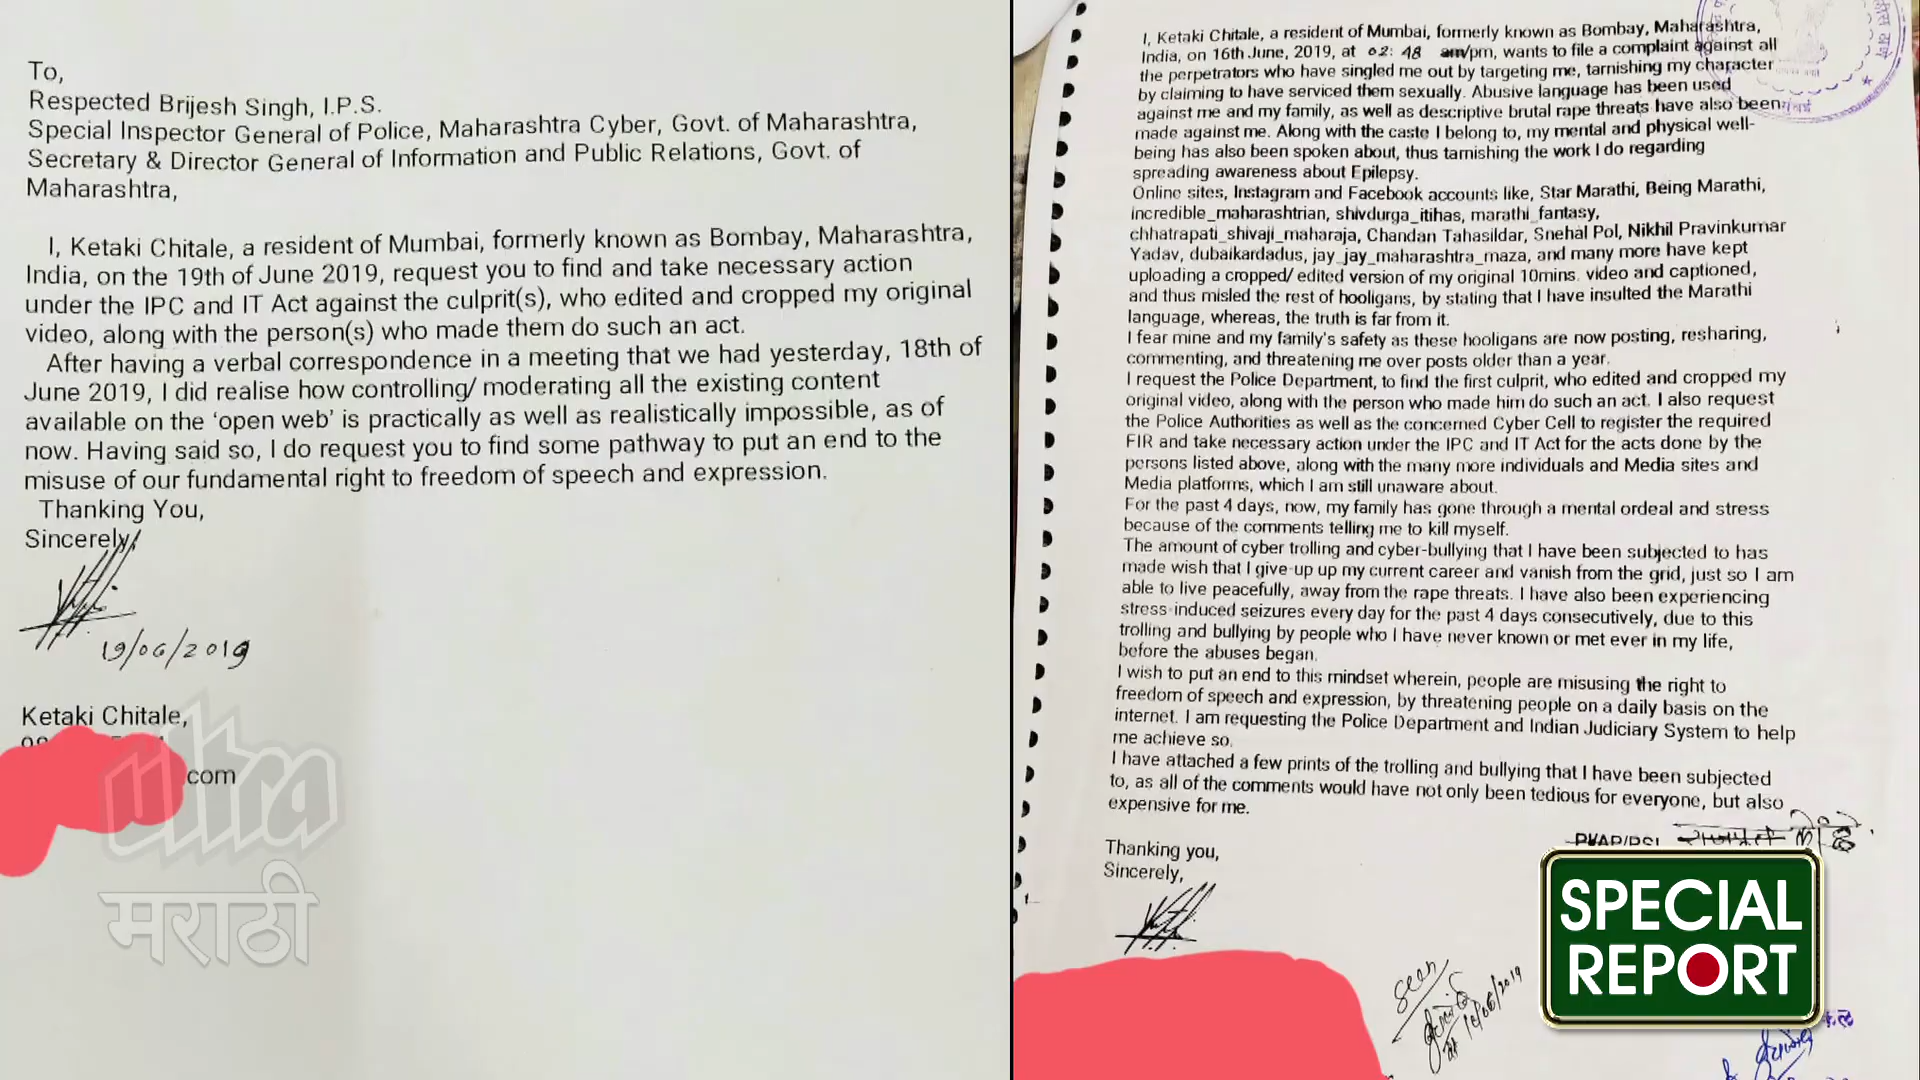 To,
Respected Brijesh Singh, I.P.S.
Special Inspector General of Police, Maharashtra Cyber, Govt. of Maharashtra,
Secretary & Director General of Information and Public Relations, Govt. of
Maharashtra,
I, Ketaki Chitale, a resident of Mumbai, formerly known as Bombay, Maharashtra,
India, on the 19th of June 2019, request you to find and take necessary action
under the IPC and IT Act against the culprit(s), who edited and cropped my original
video, along with the person(s) who made them do such an act.
After having a verbal correspondence in a meeting that we had yesterday, 18th of
June 2019, I did realise how controlling/ moderating all the existing content
available on the ‘open web’ is practically as well as realistically impossible, as of
now. Having said so, I do request you to find some pathway to put an end to the
misuse of our fundamental right to freedom of speech and expression.
Thanking You,
Sincerely,
19/06/2019
Ketaki Chitale,
.com
ultra
मराठी
I, Ketaki Chitale, a resident of Mumbai, formerly known as Bombay, Maharashtra,
India, on 16th June, 2019, at 02:48 am/pm, wants to file a complaint against all
the perpetrators who have singled me out by targeting me, tarnishing my character
by claiming to have serviced them sexually. Abusive language has been used
against me and my family, as well as descriptive brutal rape threats have also been
made against me. Along with the caste I belong to, my mental and physical well-
being has also been spoken about, thus tarnishing the work I do regarding
spreading awareness about Epilepsy.
Online sites, Instagram and Facebook accounts like, Star Marathi, Being Marathi,
incredible_maharashtrian, shivdurga_itihas, marathi_fantasy,
chhatrapati_shivaji_maharaja, Chandan Tahasildar, Snehal Pol, Nikhil Pravinkumar
Yadav, dubaikardadus, jay_jay_maharashtra_maza, and many more have kept
uploading a cropped/ edited version of my original 10mins. video and captioned,
and thus misled the rest of hooligans, by stating that I have insulted the Marathi
language, whereas, the truth is far from it.
I fear mine and my family's safety as these hooligans are now posting, resharing,
commenting, and threatening me over posts older than a year.
I request the Police Department, to find the first culprit, who edited and cropped my
original video, along with the person who made him do such an act. I also request
the Police Authorities as well as the concerned Cyber Cell to register the required
FIR and take necessary action under the IPC and IT Act for the acts done by the
persons listed above, along with the many more individuals and Media sites and
Media platforms, which I am still unaware about.
For the past 4 days, now, my family has gone through a mental ordeal and stress
because of the comments telling me to kill myself.
The amount of cyber trolling and cyber-bullying that I have been subjected to has
made wish that I give-up up my current career and vanish from the grid, just so I am
able to live peacefully, away from the rape threats. I have also been experiencing
stress-induced seizures every day for the past 4 days consecutively, due to this
trolling and bullying by people who I have never known or met ever in my life,
before the abuses began.
I wish to put an end to this mindset wherein, people are misusing the right to
freedom of speech and expression, by threatening people on a daily basis on the
internet. I am requesting the Police Department and Indian Judiciary System to help
me achieve so.
I have attached a few prints of the trolling and bullying that I have been subjected
to, as all of the comments would have not only been tedious for everyone, but also
expensive for me.
Thanking you,
Sincerely,
seen
SPECIAL
REPORT